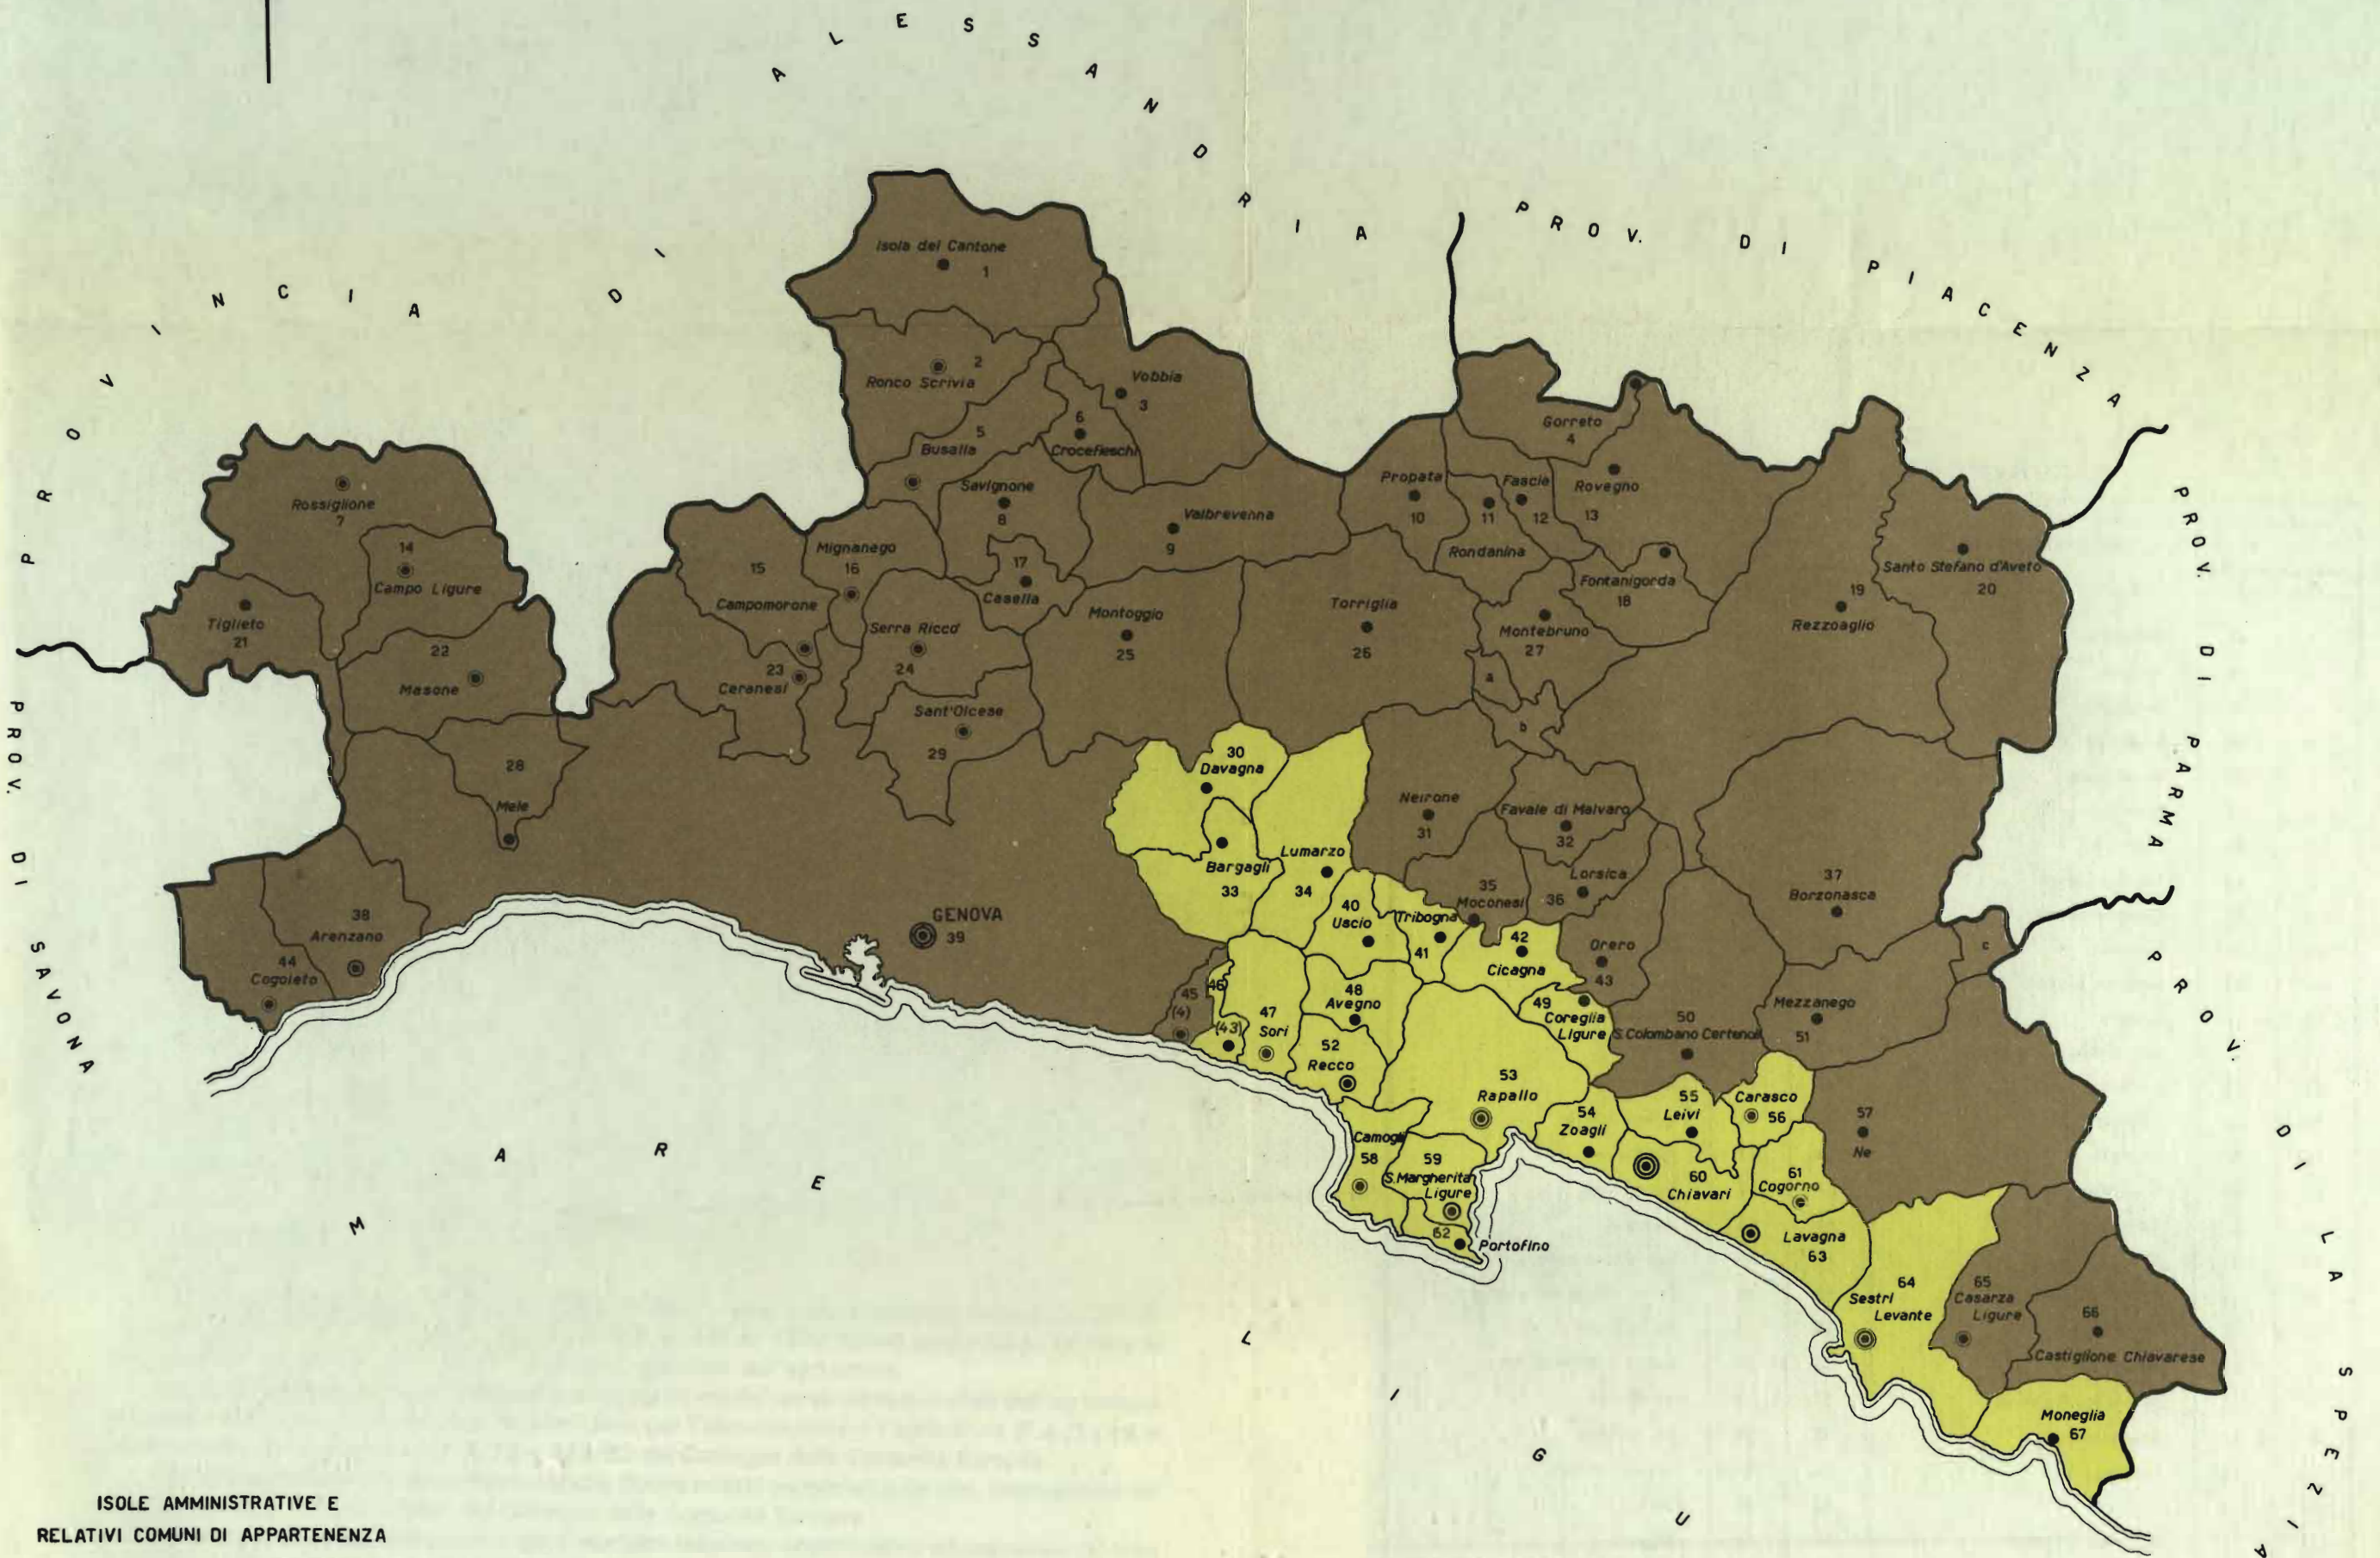 PROVINCIA DI ALESSANDRIA
PROV. DI PIACENZA
PROV. DI PARMA
PROV. DI LA SPEZIA
PROV. DI SAVONA
MARE LIGU
Isola del Cantone
1
2
Ronco Scrivia
Vobbia
3
Gorreto
4
5
Busalla
6
Crocefieschi
Rossiglione
7
Savignone
8
Valbrevenna
9
Propata
10
11
Rondanina
Fascia
12
Rovegno
13
14
Campo Ligure
15
Campomorone
Mignanego
16
17
Casella
Fontanigorda
18
19
Rezzoaglio
Santo Stefano d'Aveto
20
Tiglieto
21
22
Masone
23
Ceranesi
Serra Ricco'
24
Montoggio
25
Torriglia
26
Montebruno
27
a
b
28
Mele
Sant'Olcese
29
30
Davagna
Neirone
31
Favale di Malvaro
32
Bargagli
33
Lumarzo
34
35
Moconesi
Lorsica
36
37
Borzonasca
38
Arenzano
GENOVA
39
40
Uscio
Tribogna
41
42
Cicagna
Orero
43
c
44
Cogoleto
45
(4)
46
(43)
47
Sori
48
Avegno
49
Coreglia
Ligure
50
S.Colombano Certenoli
Mezzanego
51
52
Recco
53
Rapallo
54
Zoagli
55
Leivi
Carasco
56
57
Ne
Camogli
58
59
S.Margherita
Ligure
60
Chiavari
61
Cogorno
62
Portofino
Lavagna
63
64
Sestri
Levante
65
Casarza
Ligure
66
Castiglione Chiavarese
Moneglia
67
ISOLE AMMINISTRATIVE E
RELATIVI COMUNI DI APPARTENENZA